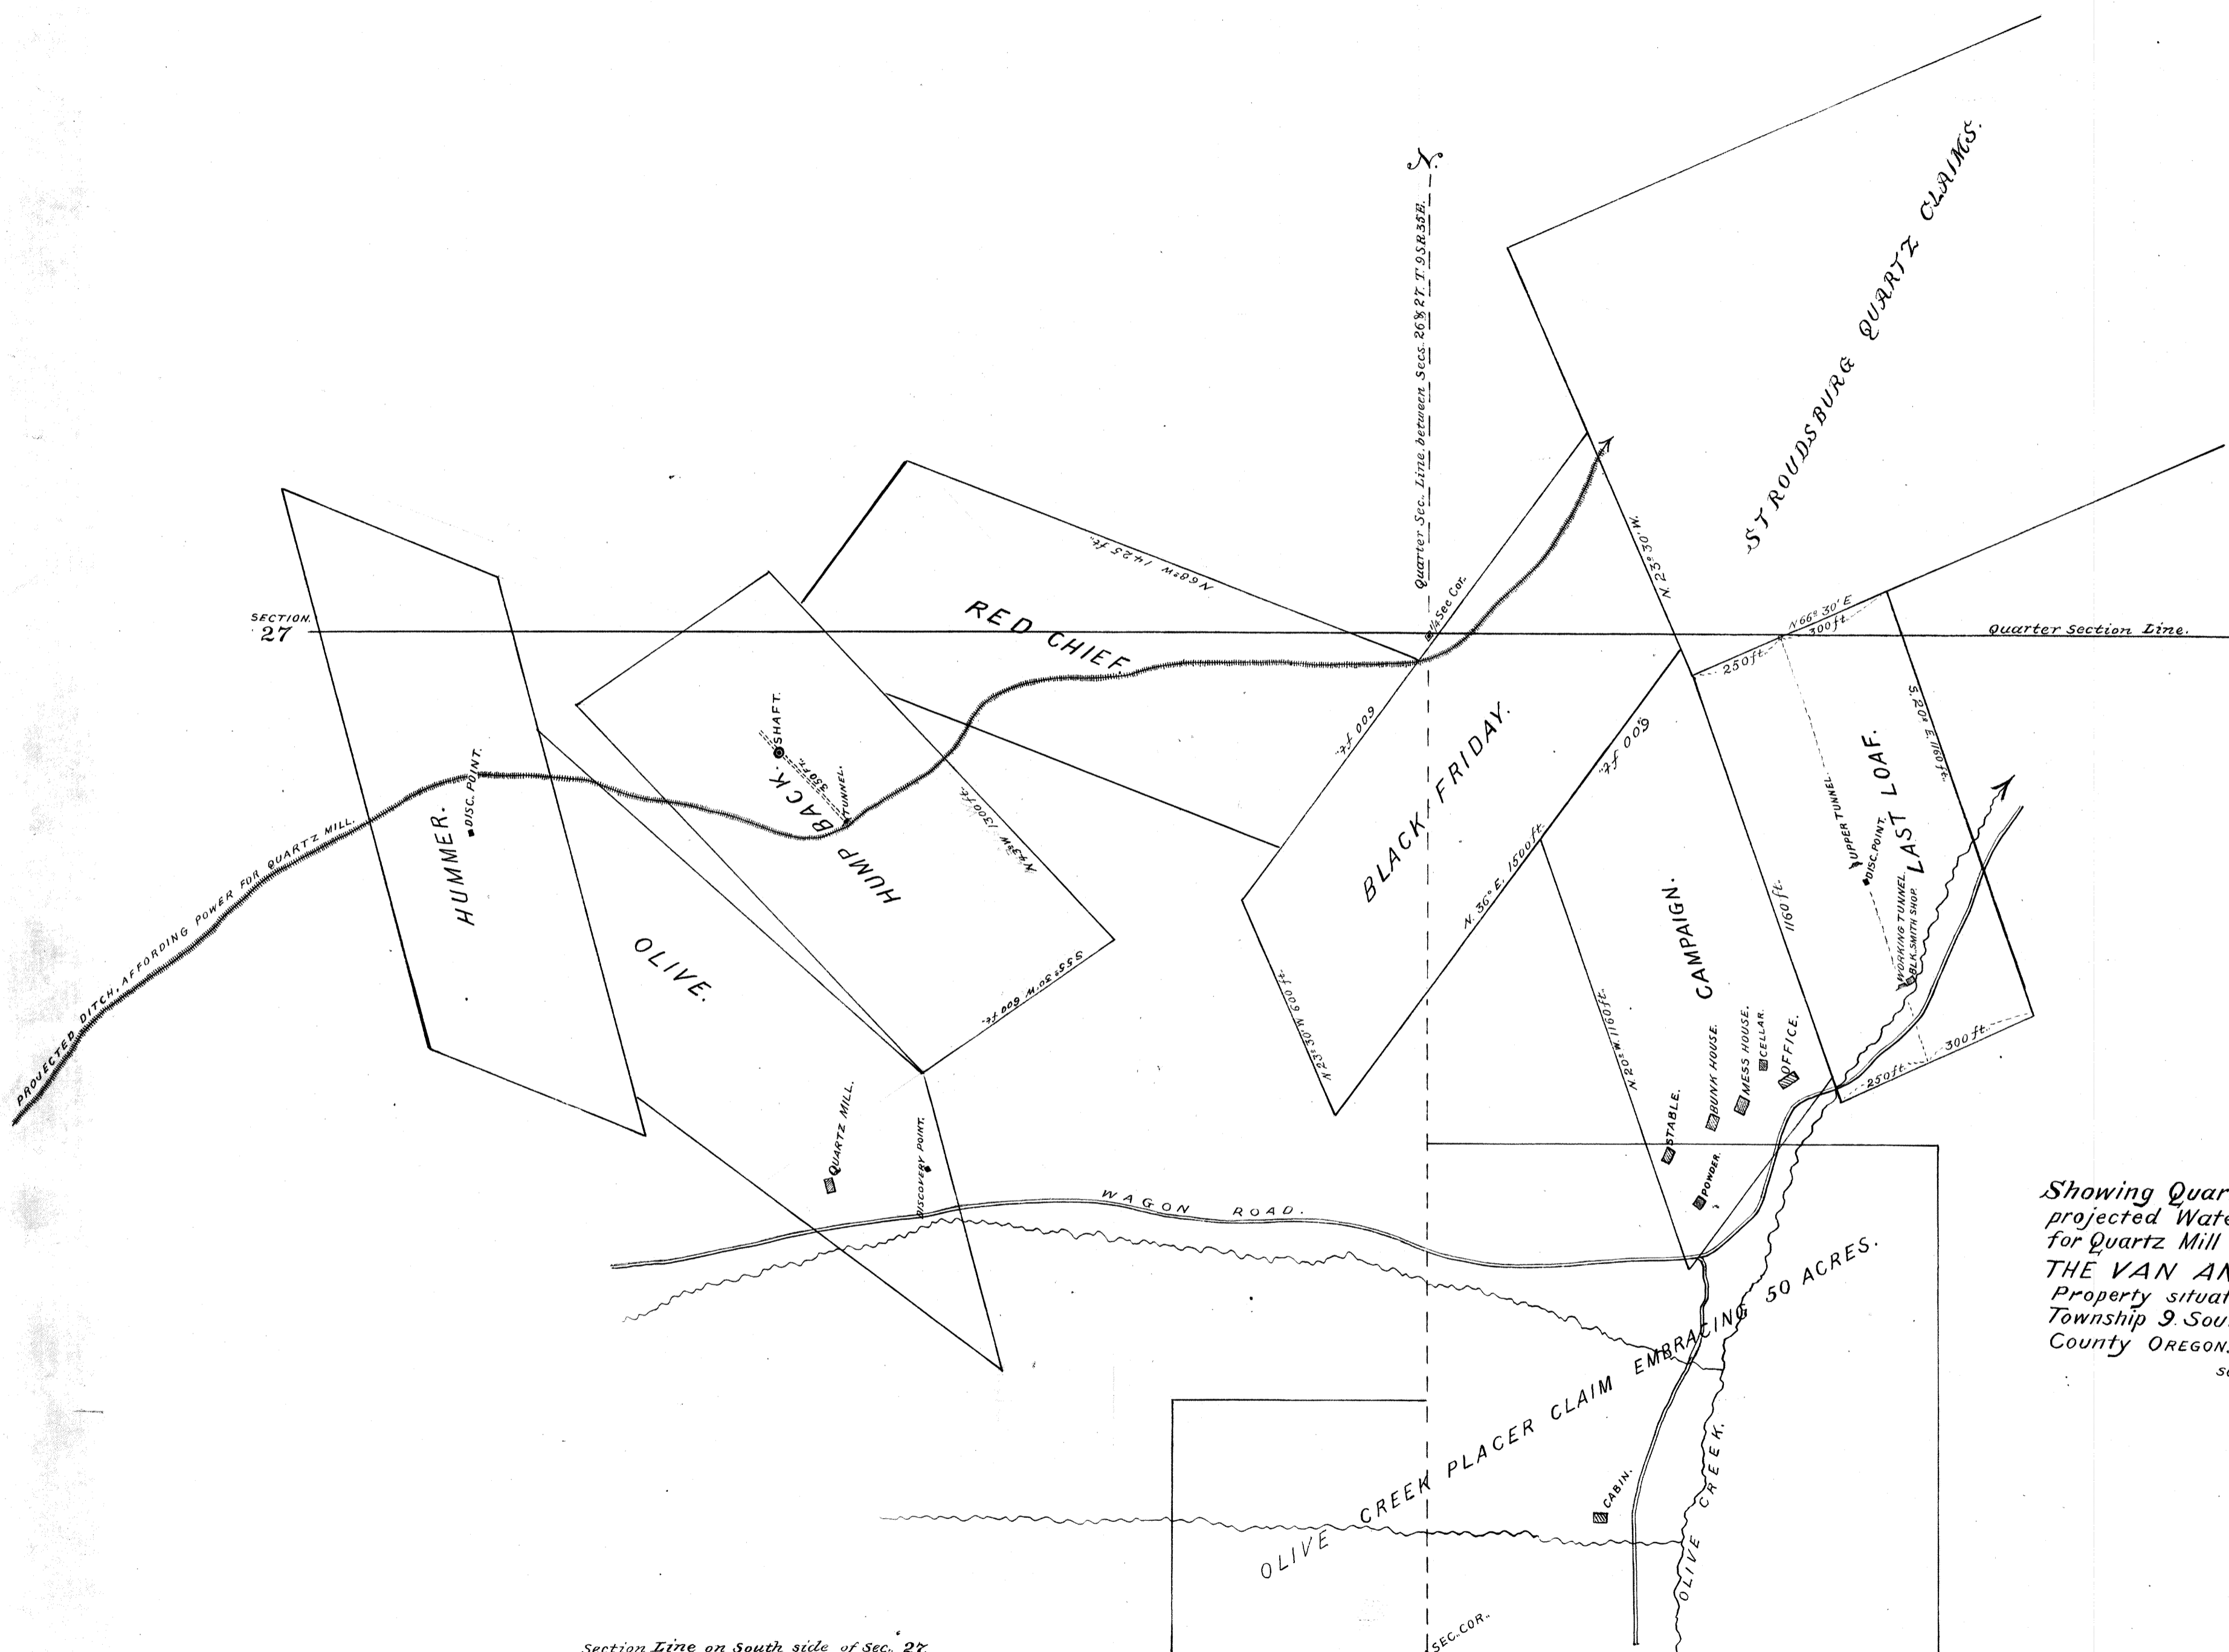 STROUDSBURG QUARTZ CLAIMS.
N.
Quarter Sec. Line. between Secs. 26 & 27. T. 9 S R 35 E.
1/4 Sec Cor.
N. 23° 30' W.
N 66° 30' E
300 ft.
250 ft.
Quarter Section Line.
SECTION.
27
N 68° W 1425 ft.
RED CHIEF.
HUMMER.
DISC. POINT.
PROJECTED DITCH, AFFORDING POWER FOR QUARTZ MILL.
SHAFT.
350 FT.
TUNNEL.
HUMP BACK.
N 43° W 1300 ft.
S 55° 30' W 600 ft.
OLIVE.
QUARTZ MILL.
DISCOVERY POINT.
WAGON ROAD.
600 ft.
BLACK FRIDAY.
600 ft.
N. 36° E. 1500 ft.
N 23° 30' W 600 ft.
CAMPAIGN.
1160 ft.
N. 20° W. 1160 ft.
STABLE.
BUNK HOUSE.
MESS HOUSE.
CELLAR.
OFFICE.
POWDER.
LAST LOAF.
S. 20° E. 1160 ft.
UPPER TUNNEL.
DISC. POINT.
WORKING TUNNEL.
BLK. SMITH SHOP.
250 ft.
300 ft.
OLIVE CREEK PLACER CLAIM EMBRACING 50 ACRES.
CABIN.
OLIVE CREEK.
SEC. COR.
Section Line on South side of Sec. 27
Showing Quar
projected Wate
for Quartz Mill
THE VAN AN
Property situat
Township 9. Sou
County OREGON.